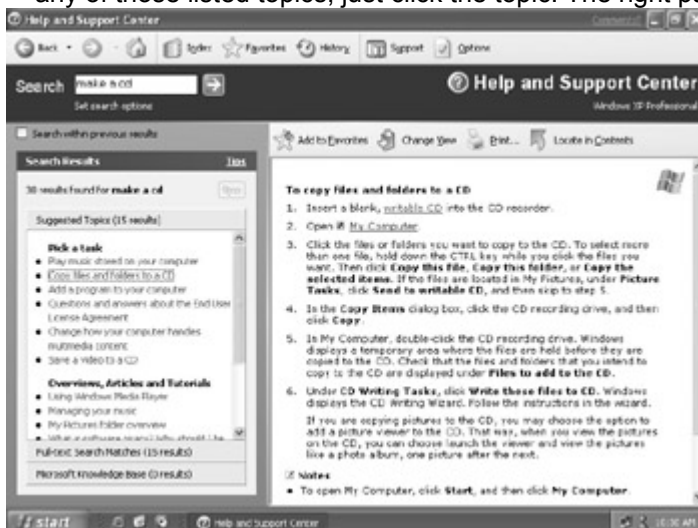 any of these listed topics, just click the topic. The right p
Help and Support Center
Back
Index
Favorites
History
Support
Options
Search
make a cd
Set search options
Help and Support Center
Windows XP Professional
Search within previous results
Add to Favorites
Change View
Print...
Locate in Contents
Search Results
Tips
30 results found for make a cd
Suggested Topics (15 results)
Pick a task
Play music stored on your computer
Copy files and folders to a CD
Add a program to your computer
Questions and answers about the End User
License Agreement
Change how your computer handles
multimedia content
Save a video to a CD
Overviews, Articles and Tutorials
Using Windows Media Player
Managing your music
My Pictures folder overview
Full-text Search Matches (15 results)
Microsoft Knowledge Base (0 results)
To copy files and folders to a CD
1. Insert a blank, writable CD into the CD recorder.
2. Open My Computer.
3. Click the files or folders you want to copy to the CD. To select more
than one file, hold down the CTRL key while you click the files you
want. Then click Copy this file, Copy this folder, or Copy the
selected items. If the files are located in My Pictures, under Picture
Tasks, click Send to writable CD, and then skip to step 5.
4. In the Copy Items dialog box, click the CD recording drive, and then
click Copy.
5. In My Computer, double-click the CD recording drive. Windows
displays a temporary area where the files are held before they are
copied to the CD. Check that the files and folders that you intend to
copy to the CD are displayed under Files to add to the CD.
6. Under CD Writing Tasks, click Write these files to CD. Windows
displays the CD Writing Wizard. Follow the instructions in the wizard.
If you are copying pictures to the CD, you may choose the option to
add a picture viewer to the CD. That way, when you view the pictures
on the CD, you can choose launch the viewer and view the pictures
like a photo album, one picture after the next.
Notes
• To open My Computer, click Start, and then click My Computer.
start
Help and Support Center